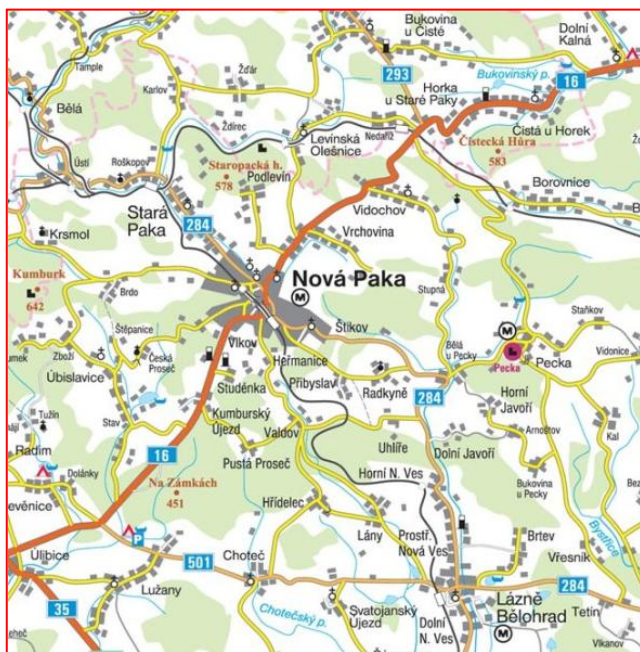 Bukovina
u Čisté
Dolní
Kalná
Tample
293
Bukovinský p.
16
Bělá
Karlov
Žďár
Horka
u Staré Paky
Ždírec
Levínská
Olešnice
Nedaříž
Čistá u Horek
Čístecká Hůra
583
Ústí
Roškopov
Staropacká h.
578
Podlevín
Borovnice
Stará
Paka
284
Vidochov
Krsmol
Vrchovina
Kumburk
642
Nová Paka
M
Brdo
Stupná
Staňkov
Štěpanice
Vlkov
Štikov
M
Zboží
Česká
Proseč
Heřmanice
Bělá
u Pecky
Pecka
Pecka
Vidonice
Úbislavice
Studénka
Přibyslav
Radkyně
284
Horní
Javoří
Tužín
Stav
Kumburský
Újezd
Valdov
Arnoštov
Kal
Radim
16
Uhlíře
Dolní Javoří
Dolánky
Pustá Proseč
Horní N. Ves
Bukovina
u Pecky
Na Zámkách
451
Hřídelec
Bystřice
P
Lány
Prostř.
Nová Ves
Brtev
Úlibice
501
Choteč
Vřesník
284
Lužany
35
Chotečský p.
Svatojanský
Újezd
Dolní
N. Ves
Lázně
Bělohrad
Tetín
M
Vlkanov